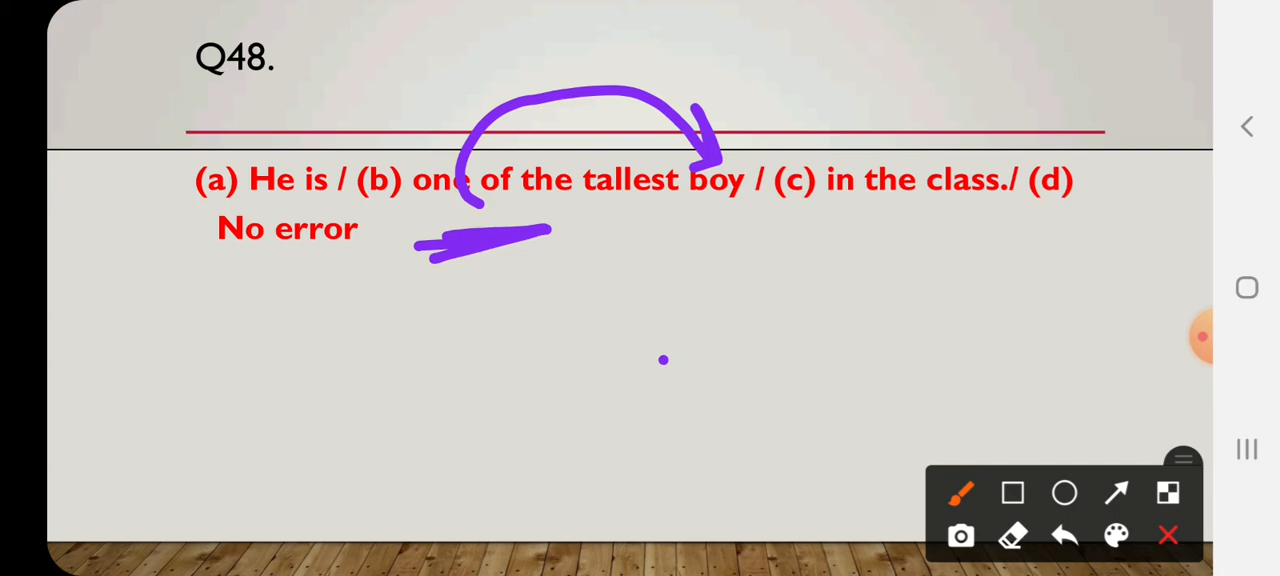 Q48.
(a) He is / (b) one of the tallest boy / (c) in the class./ (d)
No error